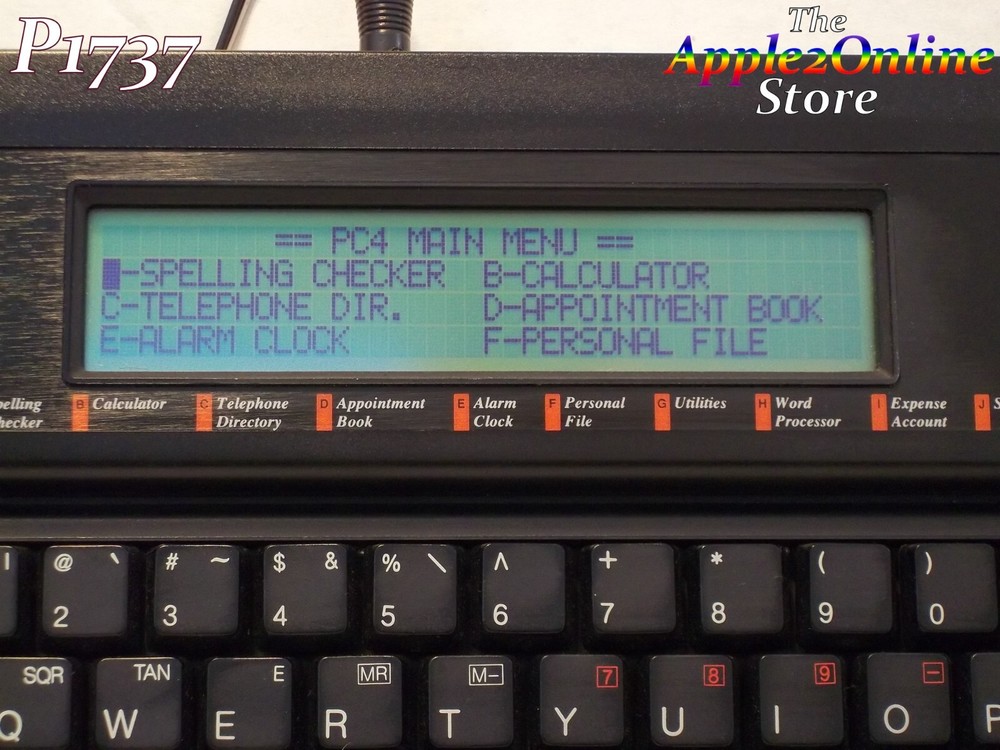 P1737
The
Apple2Online
Store
== PC4 MAIN MENU ==
-SPELLING CHECKER B-CALCULATOR
C-TELEPHONE DIR. D-APPOINTMENT BOOK
E-ALARM CLOCK F-PERSONAL FILE
pelling B Calculator C Telephone D Appointment E Alarm F Personal G Utilities H Word I Expense J S
hecker Directory Book Clock File Processor Account
@ ` # ~ $ & % \ ^ + * ( )
2 3 4 5 6 7 8 9 0
SQR TAN E MR M- 7 8 9 -
Q W E R T Y U I O P